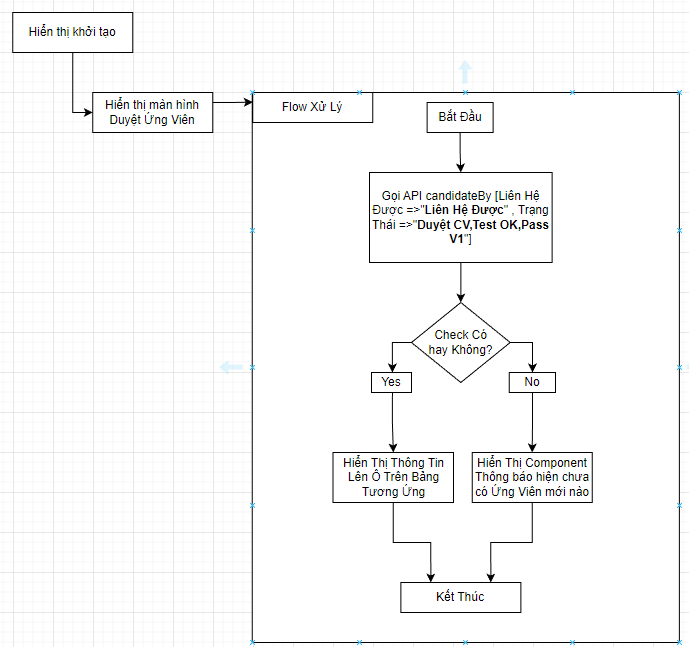 Hiển thị khởi tạo
Hiển thị màn hình
Duyệt Ứng Viên
Flow Xử Lý
Bắt Đầu
Gọi API candidateBy [Liên Hệ
Được =>"Liên Hệ Được" , Trạng
Thái =>"Duyệt CV,Test OK,Pass
V1"]
Check Có
hay Không?
Yes
No
Hiển Thị Thông Tin
Lên Ô Trên Bảng
Tương Ứng
Hiển Thị Component
Thông báo hiện chưa
có Ứng Viên mới nào
Kết Thúc